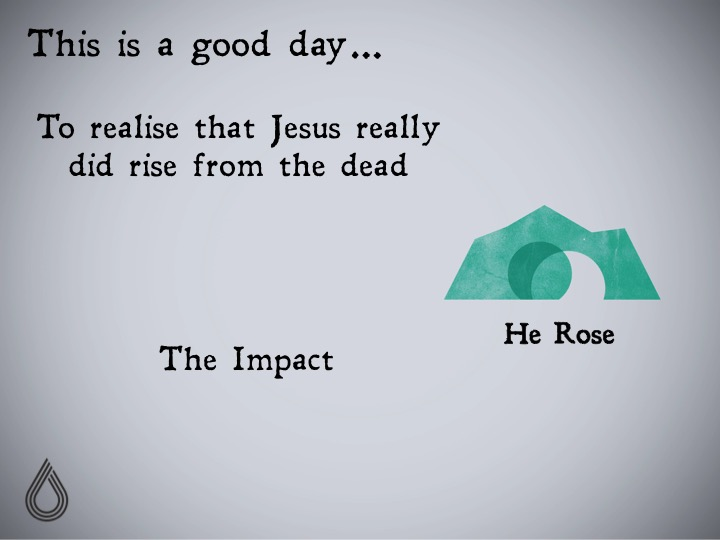 This is a good day...
To realise that Jesus really
did rise from the dead
He Rose
The Impact